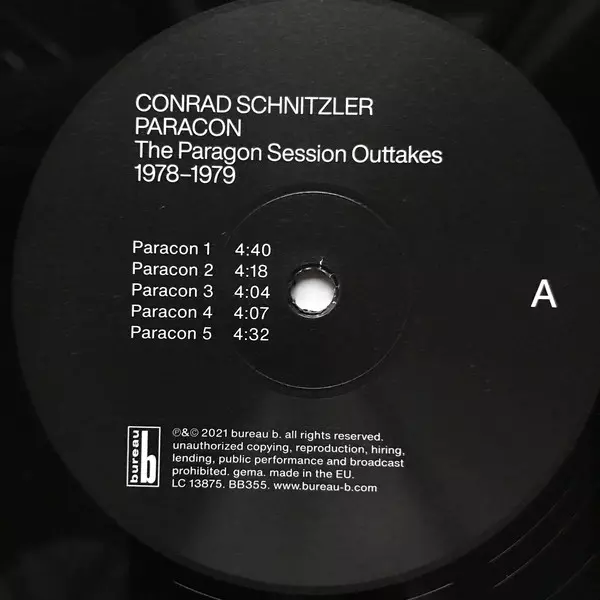 CONRAD SCHNITZLER
PARACON
The Paragon Session Outtakes
1978–1979
Paracon 1 4:40
Paracon 2 4:18
Paracon 3 4:04
Paracon 4 4:07
Paracon 5 4:32
A
bureau b
℗&© 2021 bureau b. all rights reserved.
unauthorized copying, reproduction, hiring,
lending, public performance and broadcast
prohibited. gema. made in the EU.
LC 13875. BB355. www.bureau-b.com